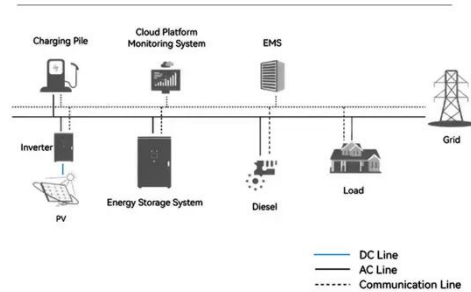 Charging Pile
Cloud Platform
Monitoring System
EMS
Grid
Inverter
PV
Energy Storage System
Diesel
Load
DC Line
AC Line
Communication Line